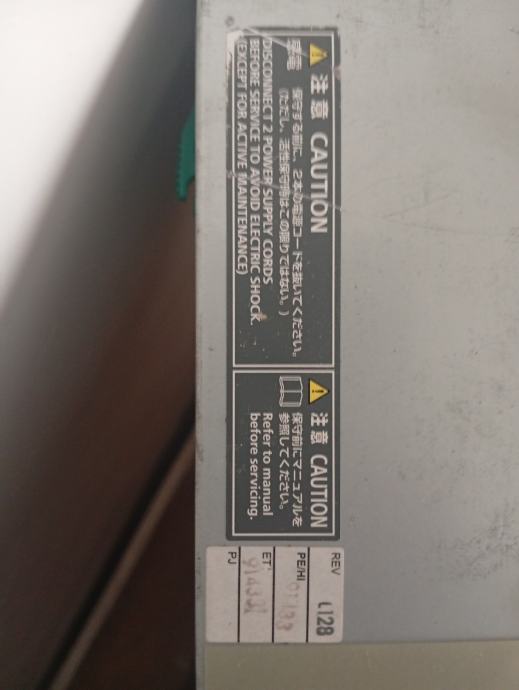 注意 CAUTION
感電 保守する前に、2本の電源コードを抜いてください。
(ただし、活性保守時はこの限りではない。)
DISCONNECT 2 POWER SUPPLY CORDS
BEFORE SERVICE TO AVOID ELECTRIC SHOCK.
(EXCEPT FOR ACTIVE MAINTENANCE)
注意 CAUTION
保守前にマニュアルを
参照してください。
Refer to manual
before servicing.
REV
PE/HI
ET
PJ